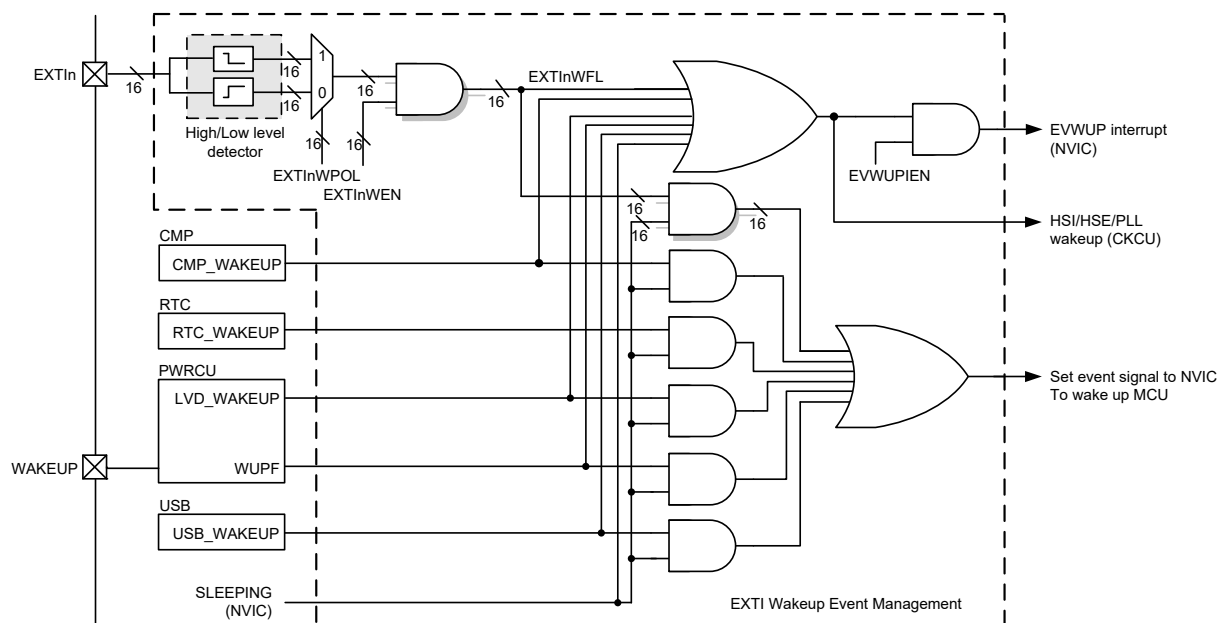 EXTIn
16
16
16
1
0
High/Low level
detector
16
EXTInWPOL
16
16
EXTInWEN
16
EXTInWFL
EVWUPIEN
EVWUP interrupt
(NVIC)
16
16
16
HSI/HSE/PLL
wakeup (CKCU)
CMP
CMP_WAKEUP
RTC
RTC_WAKEUP
PWRCU
LVD_WAKEUP
Set event signal to NVIC
To wake up MCU
WAKEUP
WUPF
USB
USB_WAKEUP
SLEEPING
(NVIC)
EXTI Wakeup Event Management